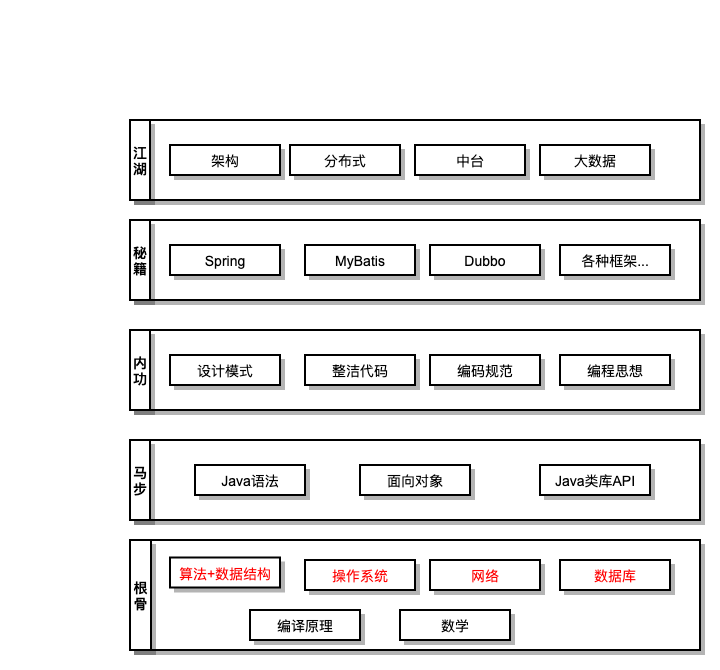 江湖
架构 分布式 中台 大数据
秘籍
Spring MyBatis Dubbo 各种框架...
内功
设计模式 整洁代码 编码规范 编程思想
马步
Java语法 面向对象 Java类库API
根骨
算法+数据结构 操作系统 网络 数据库
编译原理 数学